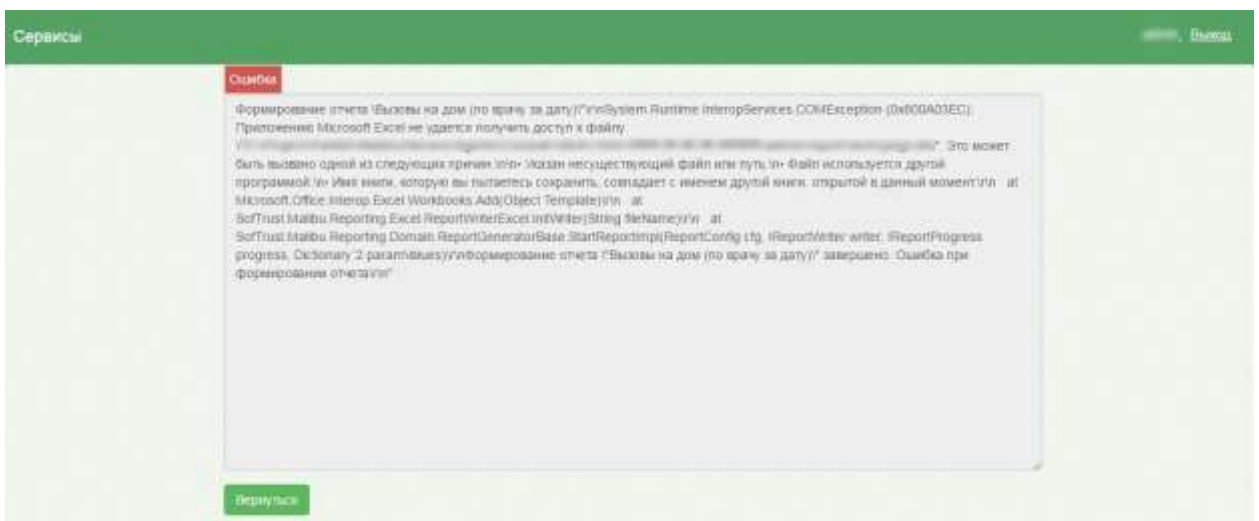 Сервисы
Выход
Ошибка
Формирование отчета \"Вызовы на дом (по врачу за дату)\"\r\nSystem.Runtime.InteropServices.COMException (0x800A03EC):
Приложению Microsoft Excel не удается получить доступ к файлу
". Это может
быть вызвано одной из следующих причин.\n\n• Указан несуществующий файл или путь.\n• Файл используется другой
программой.\n• Имя книги, которую вы пытаетесь сохранить, совпадает с именем другой книги, открытой в данный момент.\r\n at
Microsoft.Office.Interop.Excel.Workbooks.Add(Object Template)\r\n at
SofTrust.Malibu.Reporting.Excel.ReportWriterExcel.InitWriter(String fileName)\r\n at
SofTrust.Malibu.Reporting.Domain.ReportGeneratorBase.StartReportImpl(ReportConfig cfg, IReportWriter writer, IReportProgress
progress, Dictionary`2 paramValues)\r\nФормирование отчета \"Вызовы на дом (по врачу за дату)\" завершено. Ошибка при
формировании отчета\r\n"
Вернуться